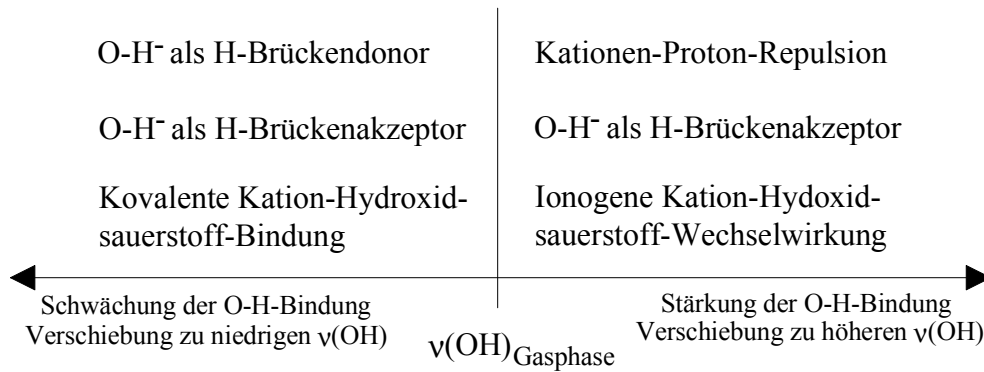 O-H⁻ als H-Brückendonor
O-H⁻ als H-Brückenakzeptor
Kovalente Kation-Hydroxid-
sauerstoff-Bindung
Kationen-Proton-Repulsion
O-H⁻ als H-Brückenakzeptor
Ionogene Kation-Hydoxid-
sauerstoff-Wechselwirkung
Schwächung der O-H-Bindung
Verschiebung zu niedrigen ν(OH)
ν(OH)Gasphase
Stärkung der O-H-Bindung
Verschiebung zu höheren ν(OH)